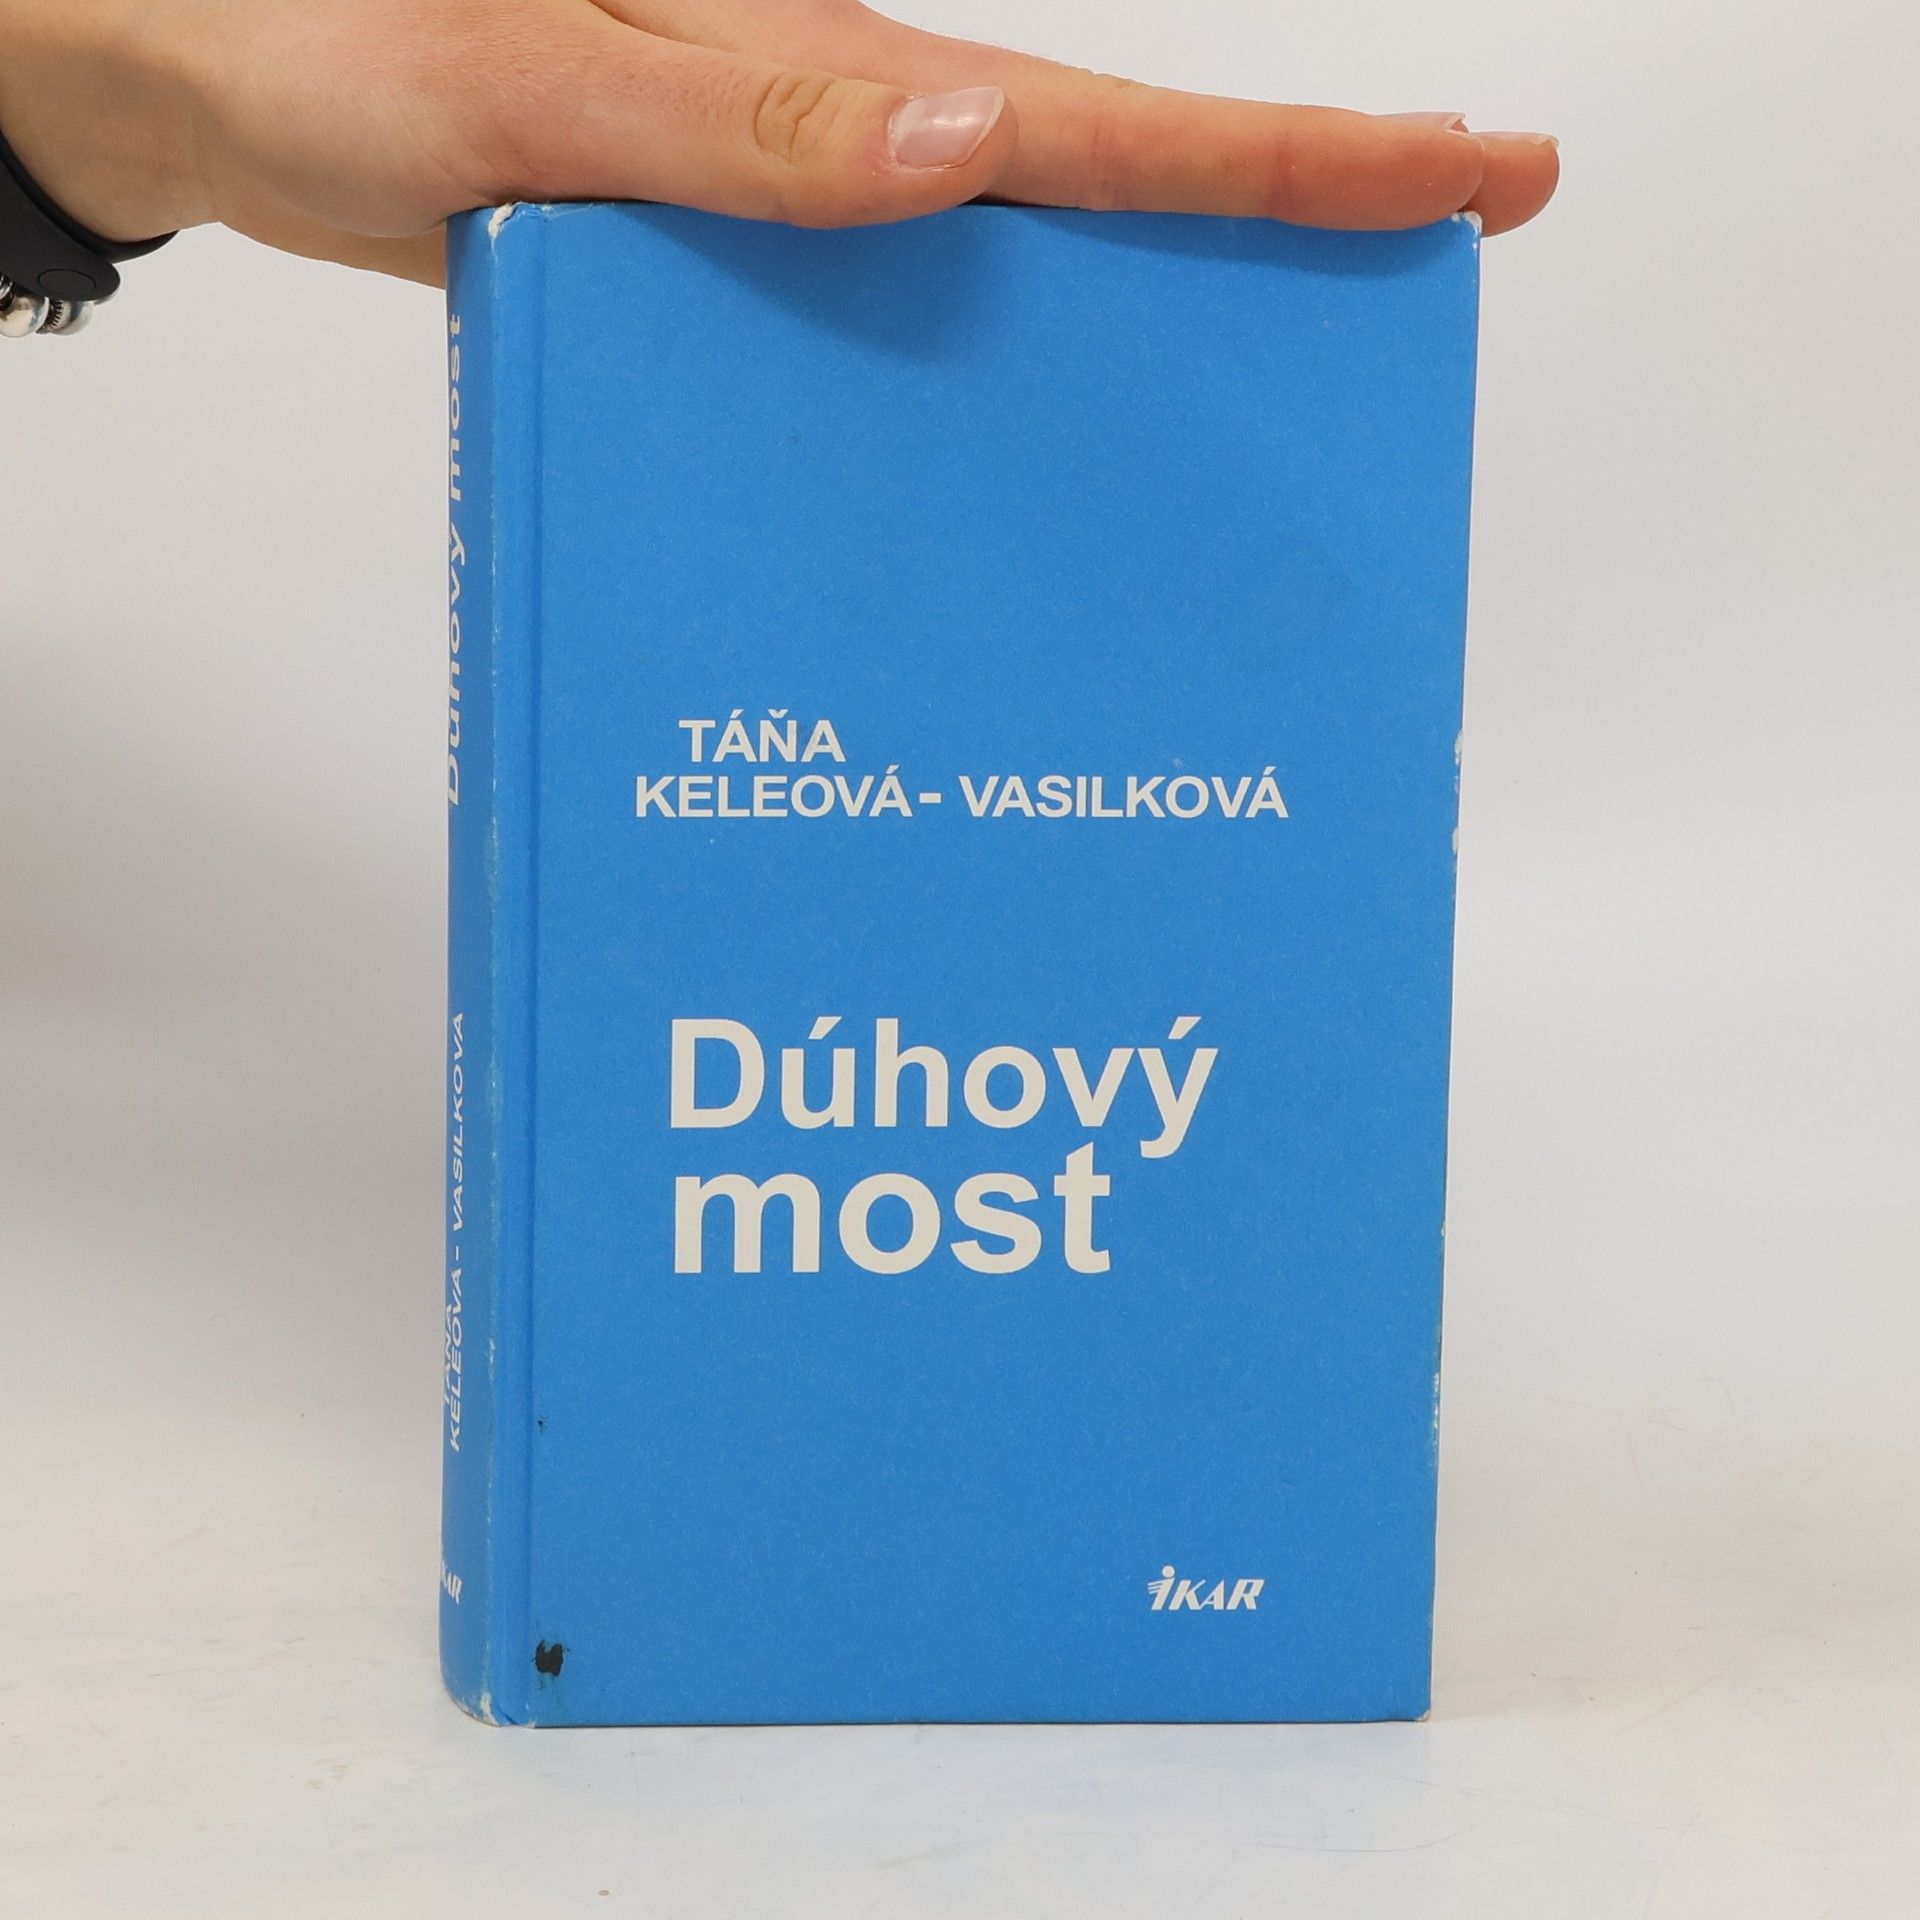 TÁŇA
KELEOVÁ- VASILKOVÁ
Dúhový
most
iKAR
Dúhový most
TÁŇA
KELEOVÁ- VASILKOVÁ
iKAR